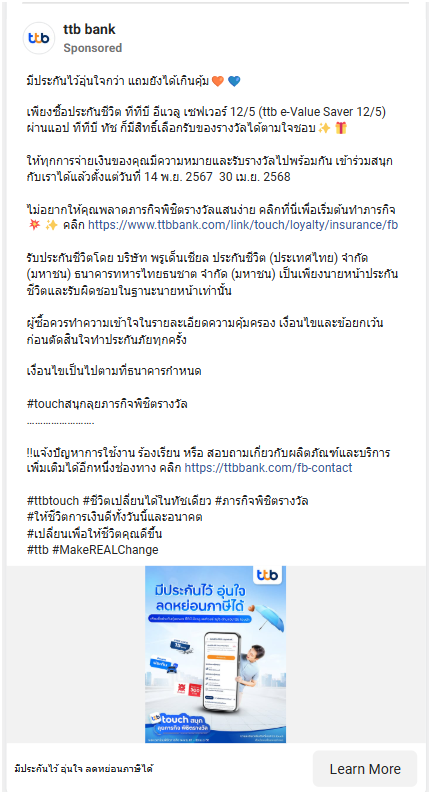 ttb bank
ttb
Sponsored
มีประกันไว้อุ่นใจกว่า แถมยังได้เกินคุ้ม
เพียงซื้อประกันชีวิต ทีทีบี อีแวลู เซฟเวอร์ 12/5 (ttb e-Value Saver 12/5)
ผ่านแอป ทีทีบี ทัช ก็มีสิทธิ์เลือกรับของรางวัลได้ตามใจชอบ
ให้ทุกการจ่ายเงินของคุณมีความหมายและรับรางวัลไปพร้อมกัน เข้าร่วมสนุก
กับเราได้แล้วตั้งแต่วันที่ 14 พ.ย. 2567 30 เม.ย. 2568
ไม่อยากให้คุณพลาดภารกิจพิชิตรางวัลแสนง่าย คลิกที่นี่เพื่อเริ่มต้นทำภารกิจ
คลิก https://www.ttbbank.com/link/touch/loyalty/insurance/fb
รับประกันชีวิตโดย บริษัท พรูเด็นเชียล ประกันชีวิต (ประเทศไทย) จำกัด
(มหาชน) ธนาคารทหารไทยธนชาต จำกัด (มหาชน) เป็นเพียงนายหน้าประกัน
ชีวิตและรับผิดชอบในฐานะนายหน้าเท่านั้น
ผู้ซื้อควรทำความเข้าใจในรายละเอียดความคุ้มครอง เงื่อนไขและข้อยกเว้น
ก่อนตัดสินใจทำประกันภัยทุกครั้ง
เงื่อนไขเป็นไปตามที่ธนาคารกำหนด
#touchสนุกลุยภารกิจพิชิตรางวัล
........................
!!แจ้งปัญหาการใช้งาน ร้องเรียน หรือ สอบถามเกี่ยวกับผลิตภัณฑ์และบริการ
เพิ่มเติมได้อีกหนึ่งช่องทาง คลิก https://ttbbank.com/fb-contact
#ttbtouch #ชีวิตเปลี่ยนได้ในทัชเดียว #ภารกิจพิชิตรางวัล
#ให้ชีวิตการเงินดีทั้งวันนี้และอนาคต
#เปลี่ยนเพื่อให้ชีวิตคุณดีขึ้น
#ttb #MakeREALChange
ttb
มีประกันไว้ อุ่นใจ
ลดหย่อนภาษีได้
ttb touch สนุก
ลุยภารกิจ พิชิตรางวัล
มีประกันไว้ อุ่นใจ ลดหย่อนภาษีได้
Learn More